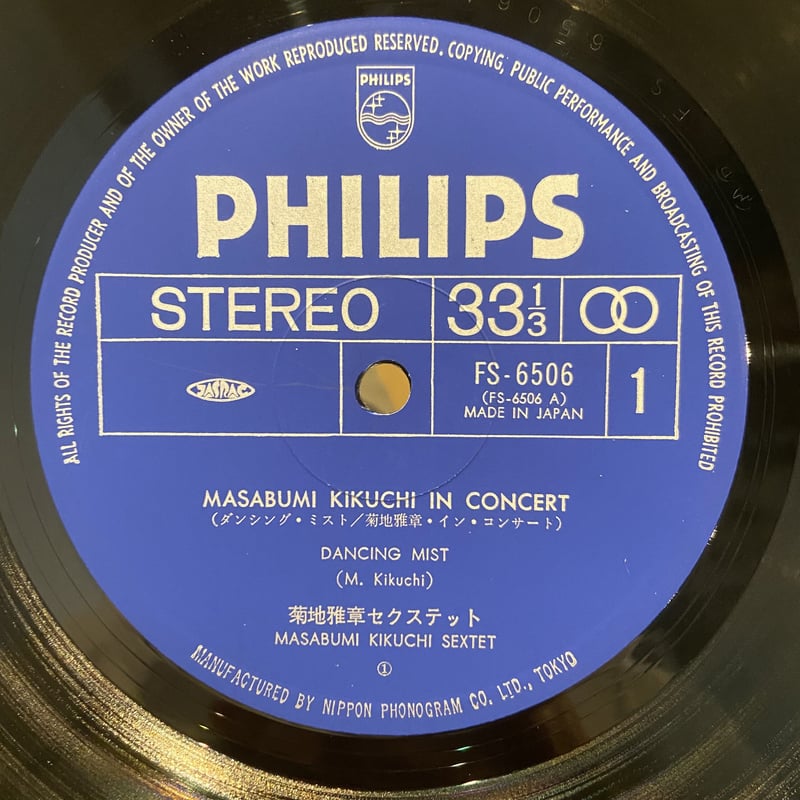 ALL RIGHTS OF THE RECORD PRODUCER AND OF THE OWNER OF THE WORK REPRODUCED RESERVED. COPYING, PUBLIC PERFORMANCE AND BROADCASTING OF THIS RECORD PROHIBITED
PHILIPS
PHILIPS
STEREO 33⅓
JASRAC
FS-6506
(FS-6506 A)
MADE IN JAPAN
1
MASABUMI KIKUCHI IN CONCERT
(ダンシング・ミスト/菊地雅章・イン・コンサート)
DANCING MIST
(M. Kikuchi)
菊地雅章セクステット
MASABUMI KIKUCHI SEXTET
①
MANUFACTURED BY NIPPON PHONOGRAM CO. LTD., TOKYO